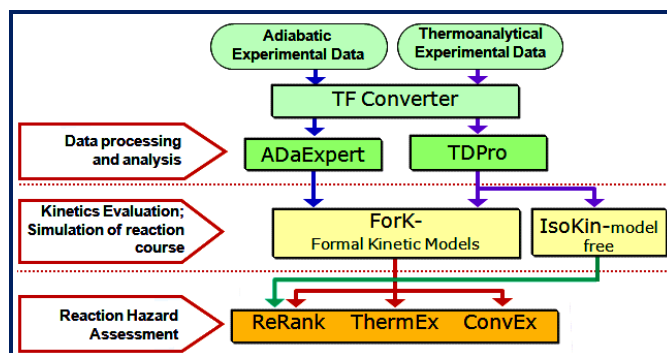 Adiabatic
Experimental Data
Thermoanalytical
Experimental Data
TF Converter
Data processing
and analysis
ADaExpert
TDPro
Kinetics Evaluation;
Simulation of reaction
course
ForK-
Formal Kinetic Models
IsoKin-model
free
Reaction Hazard
Assessment
ReRank ThermEx ConvEx